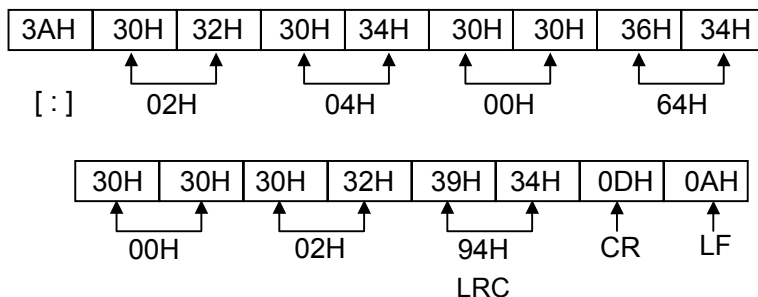 3AH 30H 32H 30H 34H 30H 30H 36H 34H
[ : ] 02H 04H 00H 64H
30H 30H 30H 32H 39H 34H 0DH 0AH
00H 02H 94H CR LF
LRC